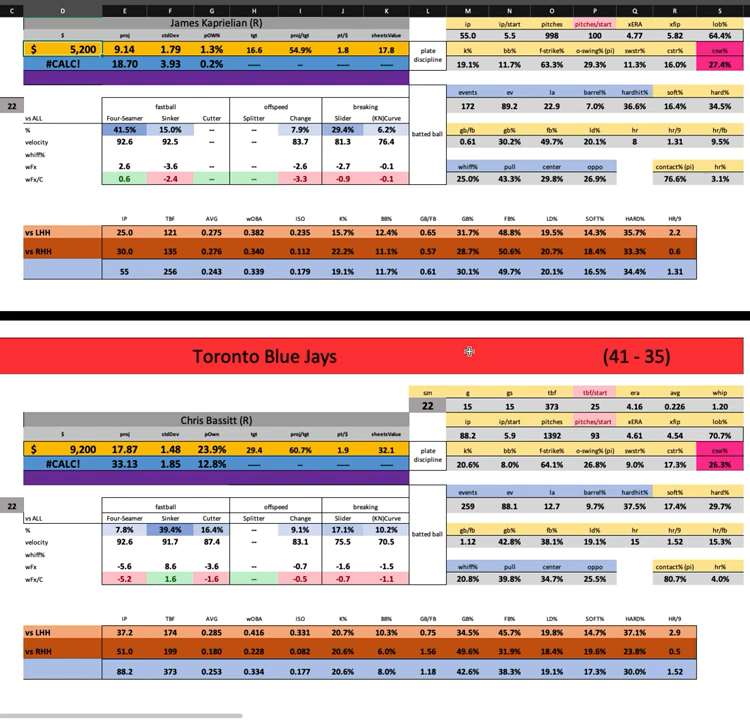 C D E F G H I J K L M N O P Q R S
James Kaprielian (R) ip ip/start pitches pitches/start xERA xfip lob%
55.0 5.5 998 100 4.77 5.82 64.4%
$ proj stdDev pOWN tgt proj/tgt pt/$ sheetsValue
$ 5,200 9.14 1.79 1.3% 16.6 54.9% 1.8 17.8 plate discipline k% bb% f-strike% o-swing% (pi) swstr% cstr% csw%
#CALC! 18.70 3.93 0.2% ---- -- ---- -- 19.1% 11.7% 63.3% 29.3% 11.3% 16.0% 27.4%
events ev la barrel% hardhit% soft% hard%
22 fastball offspeed breaking 172 89.2 22.9 7.0% 36.6% 16.4% 34.5%
vs ALL Four-Seamer Sinker Cutter Splitter Change Slider (KN)Curve
% 41.5% 15.0% -- -- 7.9% 29.4% 6.2% batted ball gb/fb gb% fb% ld% hr hr/9 hr/fb
velocity 92.6 92.5 -- -- 83.7 81.3 76.4 0.61 30.2% 49.7% 20.1% 8 1.31 9.5%
whiff%
wFx 2.6 -3.6 -- -- -2.6 -2.7 -0.1 whiff% pull center oppo contact% (pi) hr%
wFx/C 0.6 -2.4 -- -- -3.3 -0.9 -0.1 25.0% 43.3% 29.8% 26.9% 76.6% 3.1%
IP TBF AVG wOBA ISO K% BB% GB/FB GB% FB% LD% SOFT% HARD% HR/9
vs LHH 25.0 121 0.275 0.382 0.235 15.7% 12.4% 0.65 31.7% 48.8% 19.5% 14.3% 35.7% 2.2
vs RHH 30.0 135 0.276 0.340 0.112 22.2% 11.1% 0.57 28.7% 50.6% 20.7% 18.4% 33.3% 0.6
55 256 0.243 0.339 0.179 19.1% 11.7% 0.61 30.1% 49.7% 20.1% 16.5% 34.4% 1.31
Toronto Blue Jays (41 - 35)
szn g gs tbf tbf/start era avg whip
22 15 15 373 25 4.16 0.226 1.20
Chris Bassitt (R) ip ip/start pitches pitches/start xERA xfip lob%
$ proj stdDev pOwn tgt proj/tgt pt/$ sheetsValue 88.2 5.9 1392 93 4.61 4.54 70.7%
$ 9,200 17.87 1.48 23.9% 29.4 60.7% 1.9 32.1 plate discipline k% bb% f-strike% o-swing% (pi) swstr% cstr% csw%
#CALC! 33.13 1.85 12.8% ---- -- ---- -- 20.6% 8.0% 64.1% 26.8% 9.0% 17.3% 26.3%
events ev la barrel% hardhit% soft% hard%
22 fastball offspeed breaking 259 88.1 12.7 9.7% 37.5% 17.4% 29.7%
vs ALL Four-Seamer Sinker Cutter Splitter Change Slider (KN)Curve
% 7.8% 39.4% 16.4% -- 9.1% 17.1% 10.2% batted ball gb/fb gb% fb% ld% hr hr/9 hr/fb
velocity 92.6 91.7 87.4 -- 83.1 75.5 70.5 1.12 42.8% 38.1% 19.1% 15 1.52 15.3%
whiff%
wFx -5.6 8.6 -3.6 -- -0.7 -1.6 -1.5 whiff% pull center oppo contact% (pi) hr%
wFx/C -5.2 1.6 -1.6 -- -0.5 -0.7 -1.1 20.8% 39.8% 34.7% 25.5% 80.7% 4.0%
IP TBF AVG wOBA ISO K% BB% GB/FB GB% FB% LD% SOFT% HARD% HR/9
vs LHH 37.2 174 0.285 0.416 0.331 20.7% 10.3% 0.75 34.5% 45.7% 19.8% 14.7% 37.1% 2.9
vs RHH 51.0 199 0.180 0.228 0.082 20.6% 6.0% 1.56 49.6% 31.9% 18.4% 19.6% 23.8% 0.5
88.2 373 0.253 0.334 0.177 20.6% 8.0% 1.18 42.6% 38.3% 19.1% 17.3% 30.0% 1.52